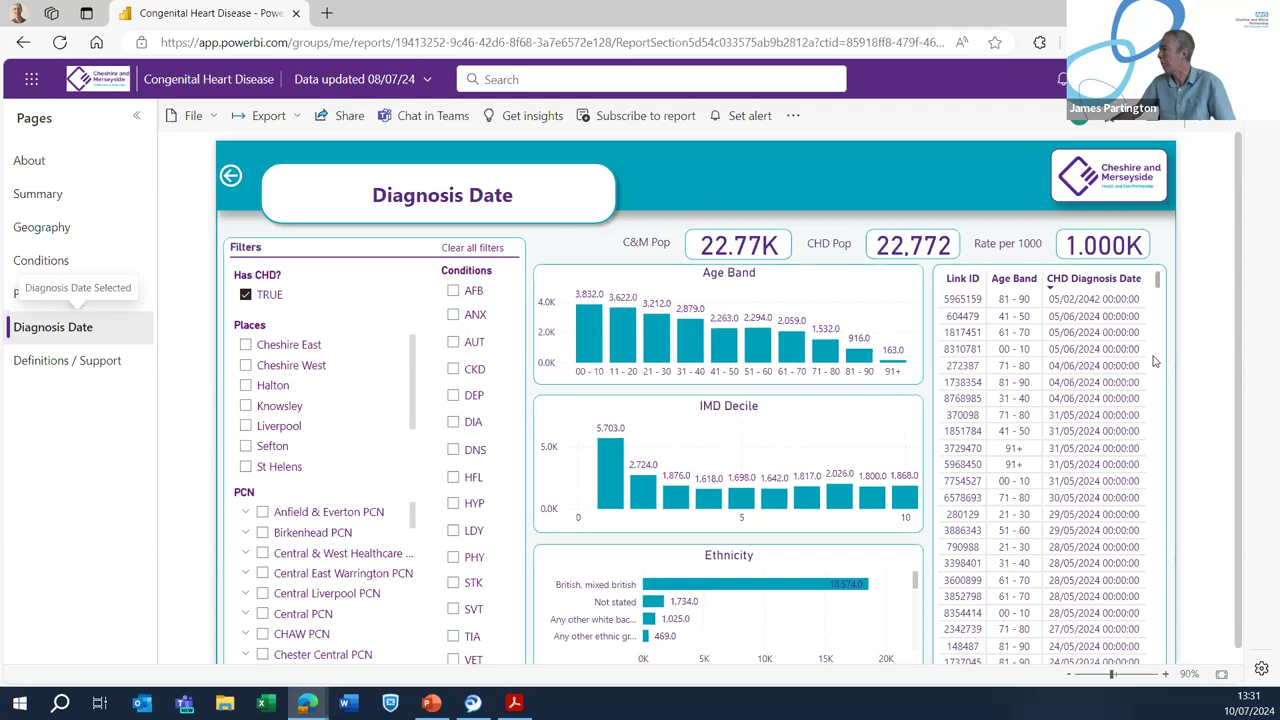 Congenital Heart Disease - Powe
https://app.powerbi.com/groups/me/reports/
Congenital Heart Disease
Data updated 08/07/24
Search
James Partington
Cheshire and Merseyside
Pages
File
Export
Share
Get insights
Subscribe to report
Set alert
About
Summary
Geography
Conditions
Diagnosis Date Selected
Diagnosis Date
Definitions / Support
Diagnosis Date
Cheshire and
Merseyside
Health and Care Partnership
Filters
Clear all filters
Has CHD?
TRUE
Places
Cheshire East
Cheshire West
Halton
Knowsley
Liverpool
Sefton
St Helens
PCN
Anfield & Everton PCN
Birkenhead PCN
Central & West Healthcare ...
Central East Warrington PCN
Central Liverpool PCN
Central PCN
CHAW PCN
Chester Central PCN
Conditions
AFB
ANX
AUT
CKD
DEP
DIA
DNS
HFL
HYP
LDY
PHY
STK
SVT
TIA
VET
C&M Pop 22.77K
CHD Pop 22,772
Rate per 1000 1.000K
Age Band
3,832.0 3,622.0 3,212.0 2,879.0 2,263.0 2,294.0 2,059.0 1,532.0 916.0 163.0
4.0K
2.0K
0.0K
00 - 10 11 - 20 21 - 30 31 - 40 41 - 50 51 - 60 61 - 70 71 - 80 81 - 90 91+
IMD Decile
5,703.0 2,724.0 1,876.0 1,618.0 1,698.0 1,642.0 1,817.0 2,026.0 1,800.0 1,868.0
5.0K
0.0K
0 5 10
Ethnicity
British, mixed british 18,574.0
Not stated 1,734.0
Any other white bac... 1,025.0
Any other ethnic gr... 469.0
0K 5K 10K 15K 20K
Link ID Age Band CHD Diagnosis Date
5965159 81 - 90 05/02/2042 00:00:00
604479 41 - 50 05/06/2024 00:00:00
1817451 61 - 70 05/06/2024 00:00:00
8310781 00 - 10 05/06/2024 00:00:00
272387 71 - 80 04/06/2024 00:00:00
1738354 81 - 90 04/06/2024 00:00:00
8768985 31 - 40 04/06/2024 00:00:00
370098 71 - 80 31/05/2024 00:00:00
1851784 41 - 50 31/05/2024 00:00:00
3729470 91+ 31/05/2024 00:00:00
5968450 91+ 31/05/2024 00:00:00
7754527 00 - 10 31/05/2024 00:00:00
6578693 71 - 80 30/05/2024 00:00:00
280129 21 - 30 29/05/2024 00:00:00
3886343 51 - 60 29/05/2024 00:00:00
790988 21 - 30 28/05/2024 00:00:00
3398401 31 - 40 28/05/2024 00:00:00
3600899 61 - 70 28/05/2024 00:00:00
3852798 61 - 70 28/05/2024 00:00:00
8354414 00 - 10 28/05/2024 00:00:00
2342739 71 - 80 27/05/2024 00:00:00
148487 81 - 90 24/05/2024 00:00:00
1737045 81 - 90 24/05/2024 00:00:00
90%
13:31
10/07/2024